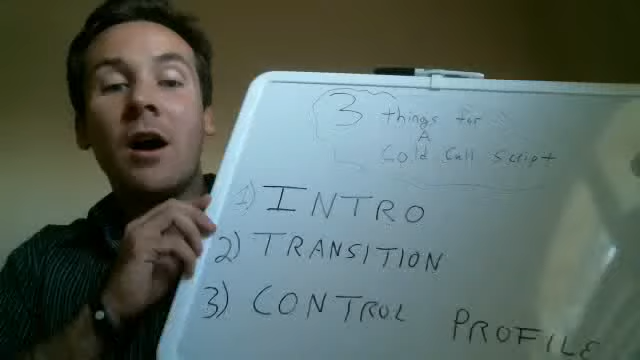 3 things for
A
Cold Call Script
1) INTRO
2) TRANSITION
3) CONTROL PROFILE